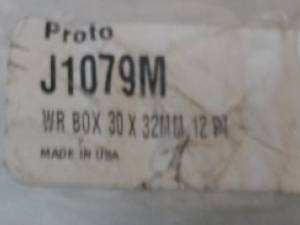 Proto
J1079M
WR BOX 30 X 32MM 12 Pt
MADE IN USA